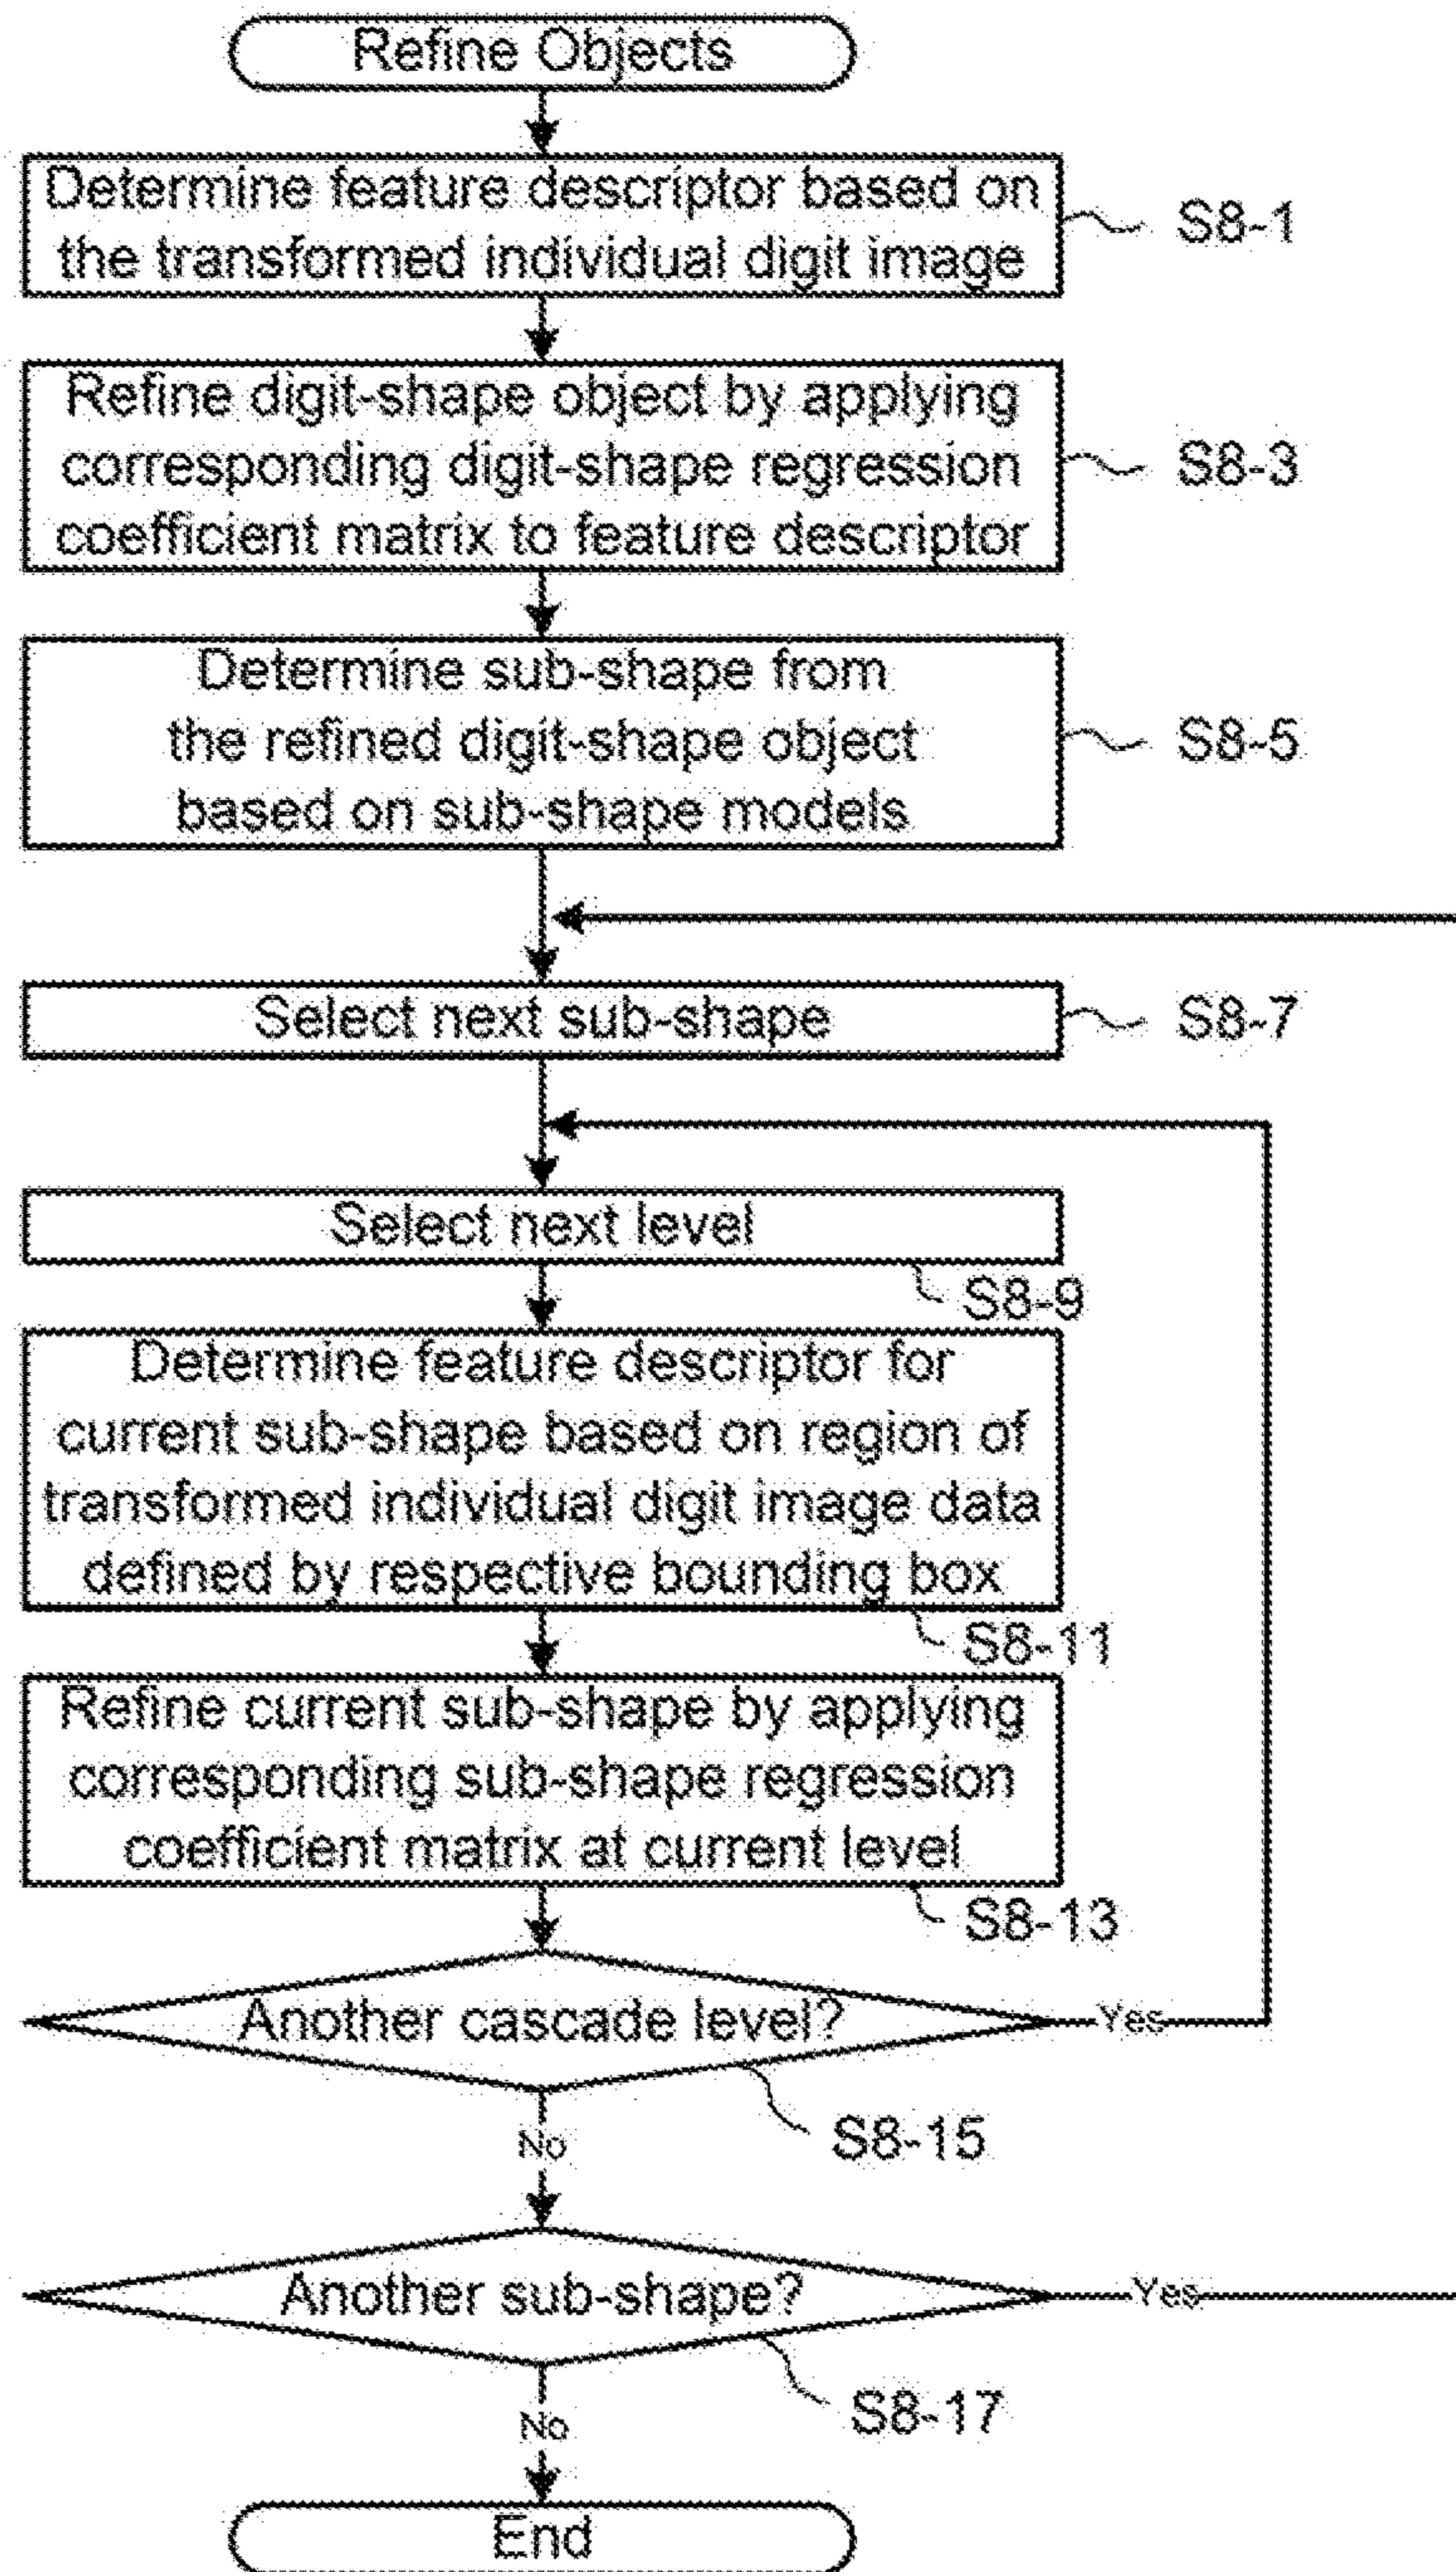 Refine Objects
Determine feature descriptor based on
the transformed individual digit image
S8-1
Refine digit-shape object by applying
corresponding digit-shape regression
coefficient matrix to feature descriptor
S8-3
Determine sub-shape from
the refined digit-shape object
based on sub-shape models
S8-5
Select next sub-shape
S8-7
Select next level
S8-9
Determine feature descriptor for
current sub-shape based on region of
transformed individual digit image data
defined by respective bounding box
S8-11
Refine current sub-shape by applying
corresponding sub-shape regression
coefficient matrix at current level
S8-13
Another cascade level?
Yes
S8-15
No
Another sub-shape?
Yes
S8-17
No
End